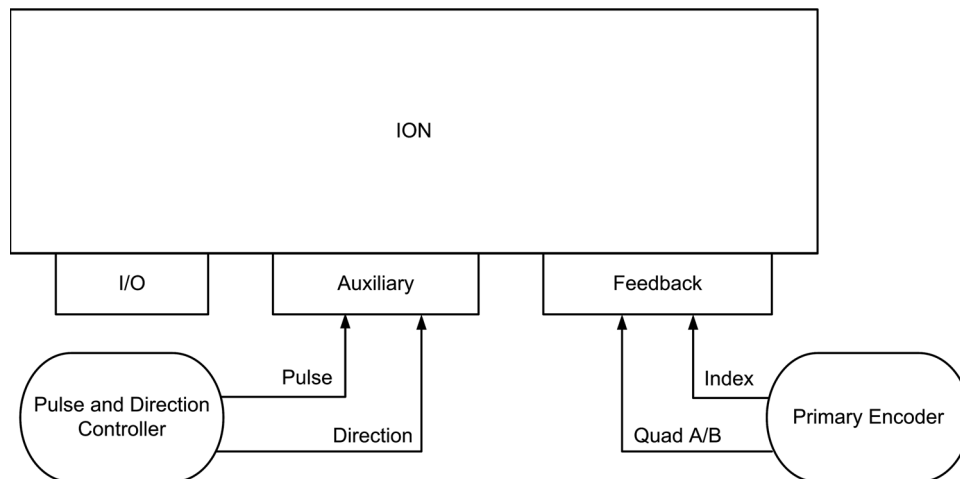 ION
I/O
Auxiliary
Feedback
Pulse
Index
Pulse and Direction
Controller
Primary Encoder
Direction
Quad A/B